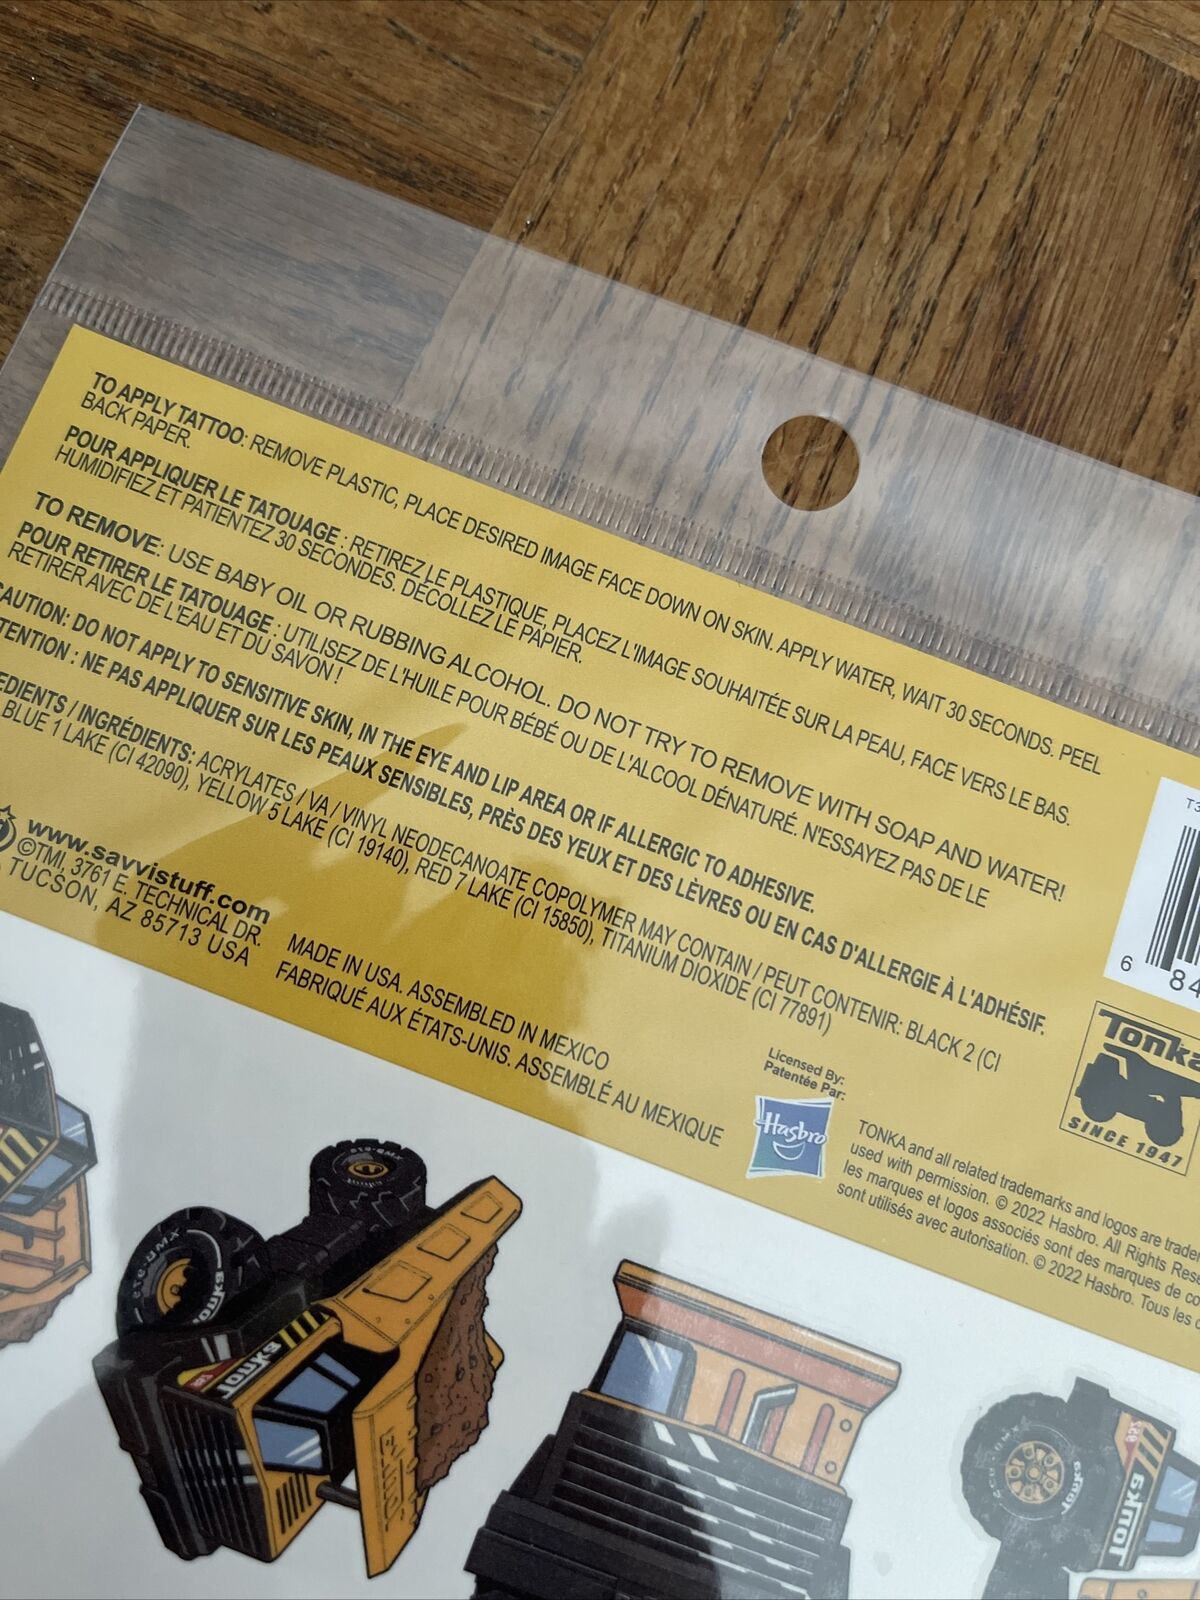 TO APPLY TATTOO: REMOVE PLASTIC, PLACE DESIRED IMAGE FACE DOWN ON SKIN. APPLY WATER, WAIT 30 SECONDS. PEEL
BACK PAPER.
POUR APPLIQUER LE TATOUAGE : RETIREZ LE PLASTIQUE, PLACEZ L'IMAGE SOUHAITÉE SUR LA PEAU, FACE VERS LE BAS.
HUMIDIFIEZ ET PATIENTEZ 30 SECONDES. DÉCOLLEZ LE PAPIER.
TO REMOVE: USE BABY OIL OR RUBBING ALCOHOL. DO NOT TRY TO REMOVE WITH SOAP AND WATER!
POUR RETIRER LE TATOUAGE : UTILISEZ DE L'HUILE POUR BÉBÉ OU DE L'ALCOOL DÉNATURÉ. N'ESSAYEZ PAS DE LE
RETIRER AVEC DE L'EAU ET DU SAVON !
CAUTION: DO NOT APPLY TO SENSITIVE SKIN, IN THE EYE AND LIP AREA OR IF ALLERGIC TO ADHESIVE.
TENTION : NE PAS APPLIQUER SUR LES PEAUX SENSIBLES, PRÈS DES YEUX ET DES LÈVRES OU EN CAS D'ALLERGIE À L'ADHÉSIF.
EDIENTS / INGRÉDIENTS: ACRYLATES / VA / VINYL NEODECANOATE COPOLYMER MAY CONTAIN / PEUT CONTENIR: BLACK 2 (CI
BLUE 1 LAKE (CI 42090), YELLOW 5 LAKE (CI 19140), RED 7 LAKE (CI 15850), TITANIUM DIOXIDE (CI 77891)
www.savvistuff.com
©TMI, 3761 E. TECHNICAL DR.
TUCSON, AZ 85713 USA
MADE IN USA. ASSEMBLED IN MEXICO
FABRIQUÉ AUX ÉTATS-UNIS. ASSEMBLÉ AU MEXIQUE
Licensed By:
Patentée Par:
Hasbro
TONKA and all related trademarks and logos are tradem
used with permission. © 2022 Hasbro. All Rights Rese
les marques et logos associés sont des marques de co
sont utilisés avec autorisation. © 2022 Hasbro. Tous les
T3
6 84
Tonka
SINCE 1947
TONKA
TONKA
TONKA
TONKA
TONKA